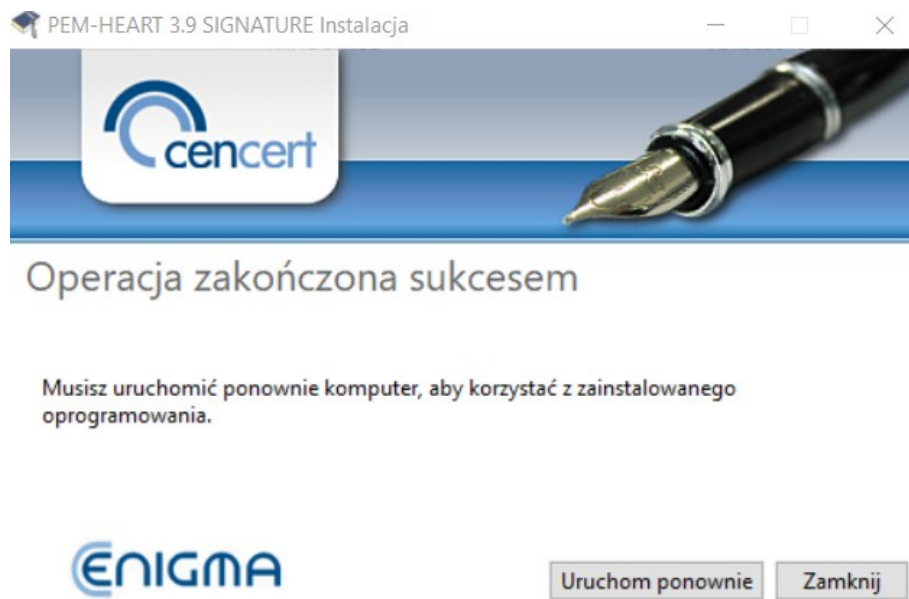 PEM-HEART 3.9 SIGNATURE Instalacja
cencert
Operacja zakończona sukcesem
Musisz uruchomić ponownie komputer, aby korzystać z zainstalowanego
oprogramowania.
ENIGMA
Uruchom ponownie
Zamknij